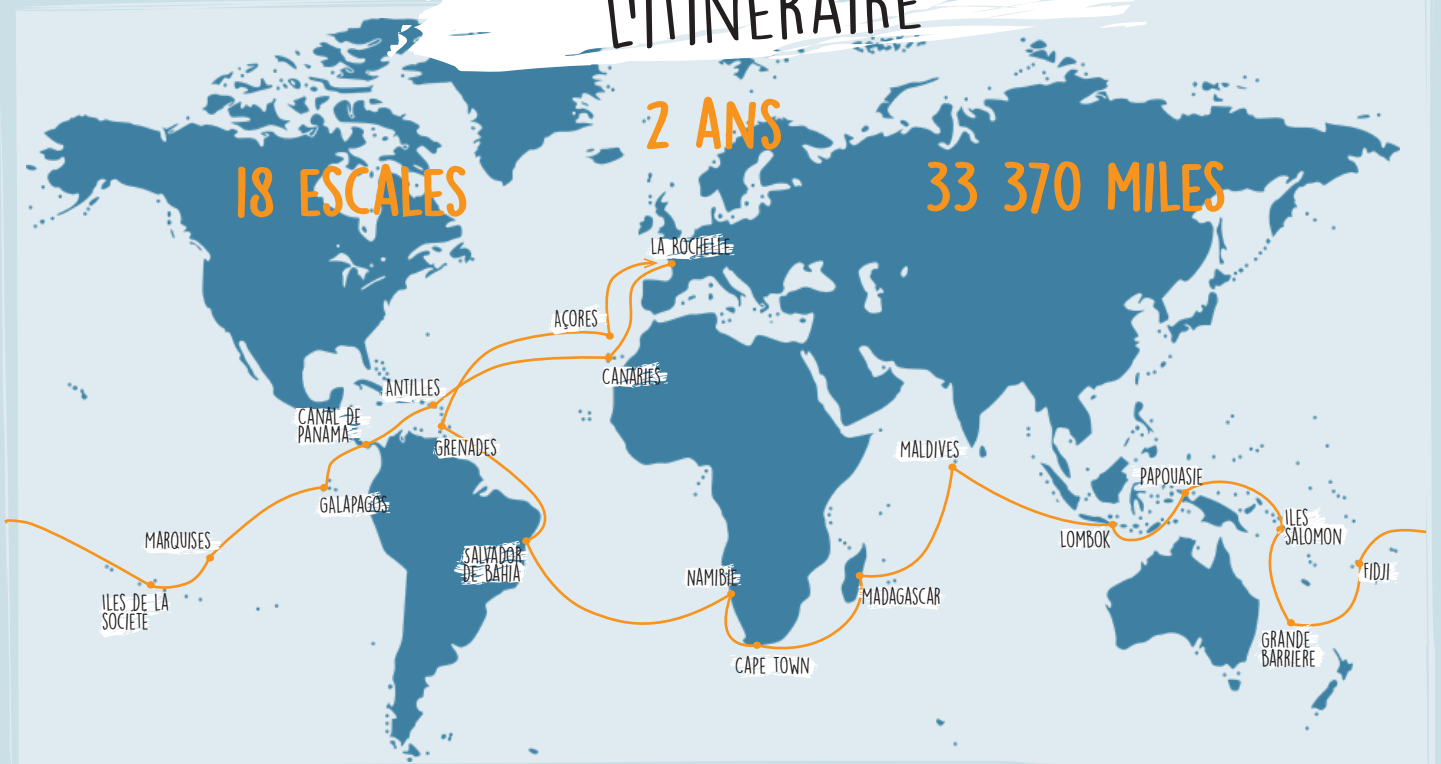 L'ITINÉRAIRE
2 ANS
18 ESCALES
33 370 MILES
LA ROCHELLE
AÇORES
CANARIES
ANTILLES
CANAL DE
PANAMA
GRENADES
GALAPAGOS
MARQUISES
ILES DE LA
SOCIETE
SALVADOR
DE BAHIA
NAMIBIE
CAPE TOWN
MADAGASCAR
MALDIVES
LOMBOK
PAPOUASIE
ILES
SALOMON
FIDJI
GRANDE
BARRIERE